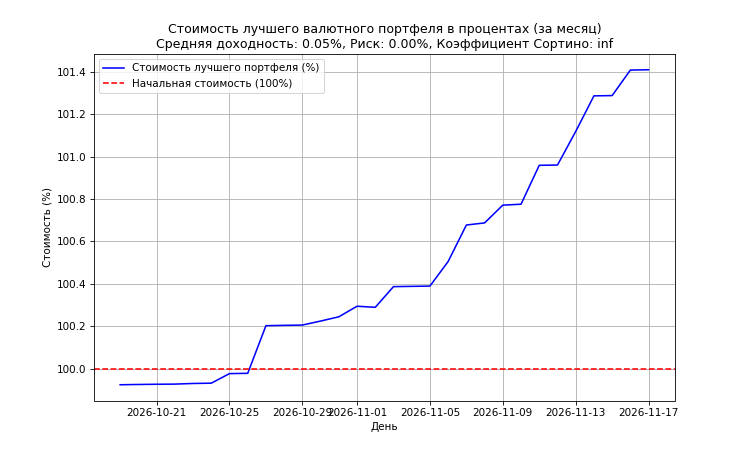 Стоимость лучшего валютного портфеля в процентах (за месяц)
Средняя доходность: 0.05%, Риск: 0.00%, Коэффициент Сортино: inf
Стоимость лучшего портфеля (%)
Начальная стоимость (100%)
Стоимость (%)
101.4
101.2
101.0
100.8
100.6
100.4
100.2
100.0
2026-10-21 2026-10-25 2026-10-29 2026-11-01 2026-11-05 2026-11-09 2026-11-13 2026-11-17
День